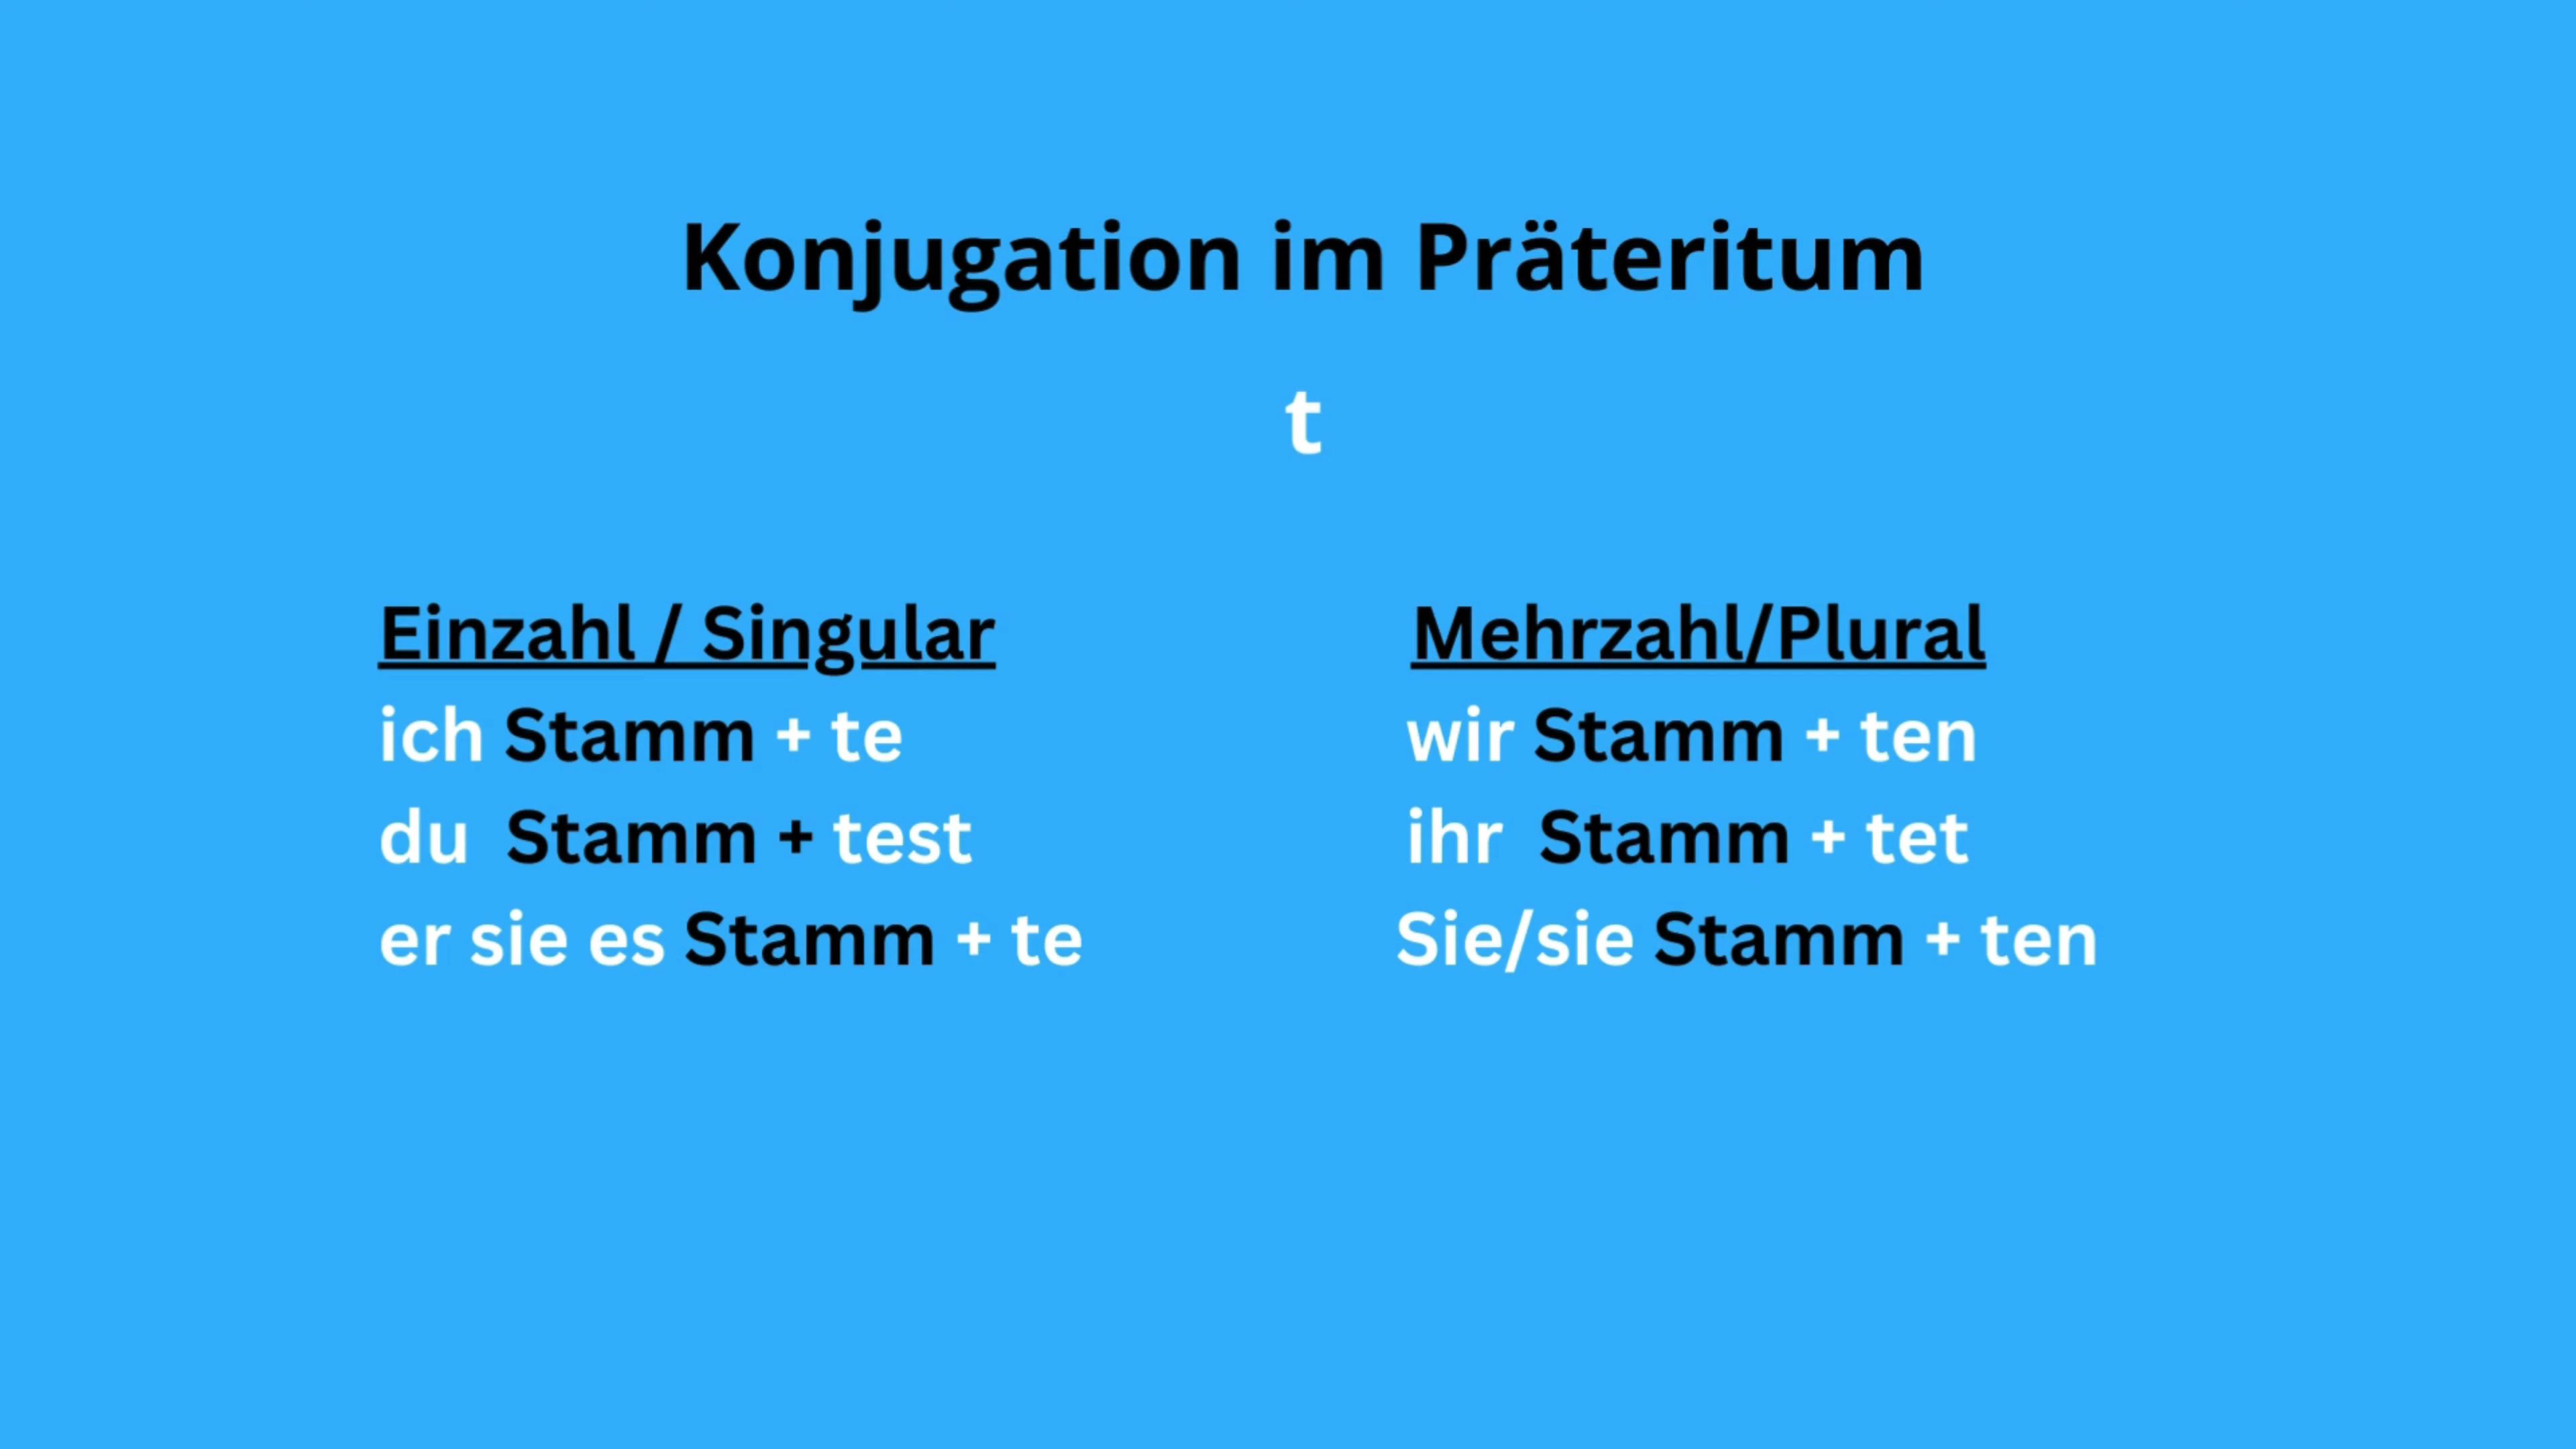 Konjugation im Präteritum
t
Einzahl / Singular
ich Stamm + te
du Stamm + test
er sie es Stamm + te
Mehrzahl/Plural
wir Stamm + ten
ihr Stamm + tet
Sie/sie Stamm + ten